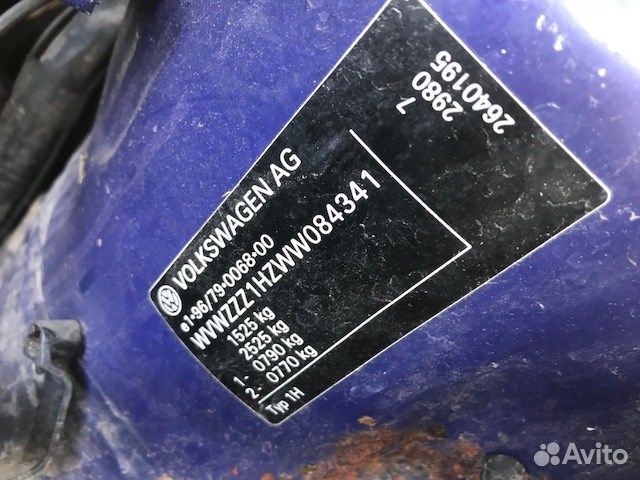 VOLKSWAGEN AG
e1-96/79-0068-00
WVWZZZ1HZWW084341
1525 kg
2525 kg
1- 0790 kg
2- 0770 kg
Typ 1H
7
2980
2640195
Avito